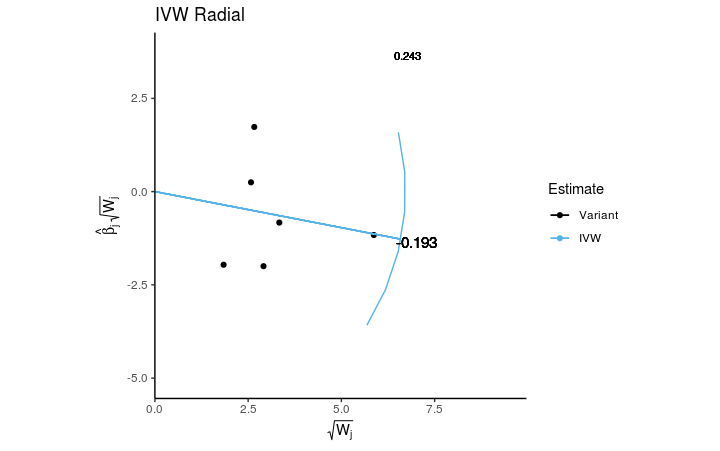 IVW Radial
0.243
2.5
0.0
-2.5
-5.0
β̂j√Wj
-0.193
0.0 2.5 5.0 7.5
√Wj
Estimate
Variant
IVW